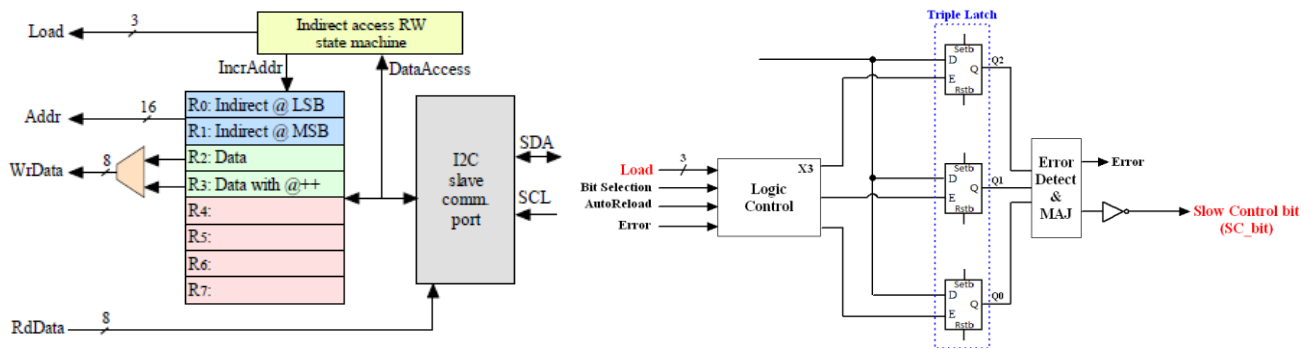 Load
3
Indirect access RW
state machine
IncrAddr
DataAccess
Addr
16
R0: Indirect @ LSB
R1: Indirect @ MSB
WrData
8
R2: Data
R3: Data with @++
R4:
R5:
R6:
R7:
I2C
slave
comm.
port
SDA
SCL
RdData
8
Triple Latch
Setb
D
Q
E
Rstb
Q2
Load
3
Bit Selection
AutoReload
Error
X3
Logic
Control
Setb
D
Q
E
Rstb
Q1
Error
Detect
&
MAJ
Error
Slow Control bit
(SC_bit)
Setb
D
Q
E
Rstb
Q0